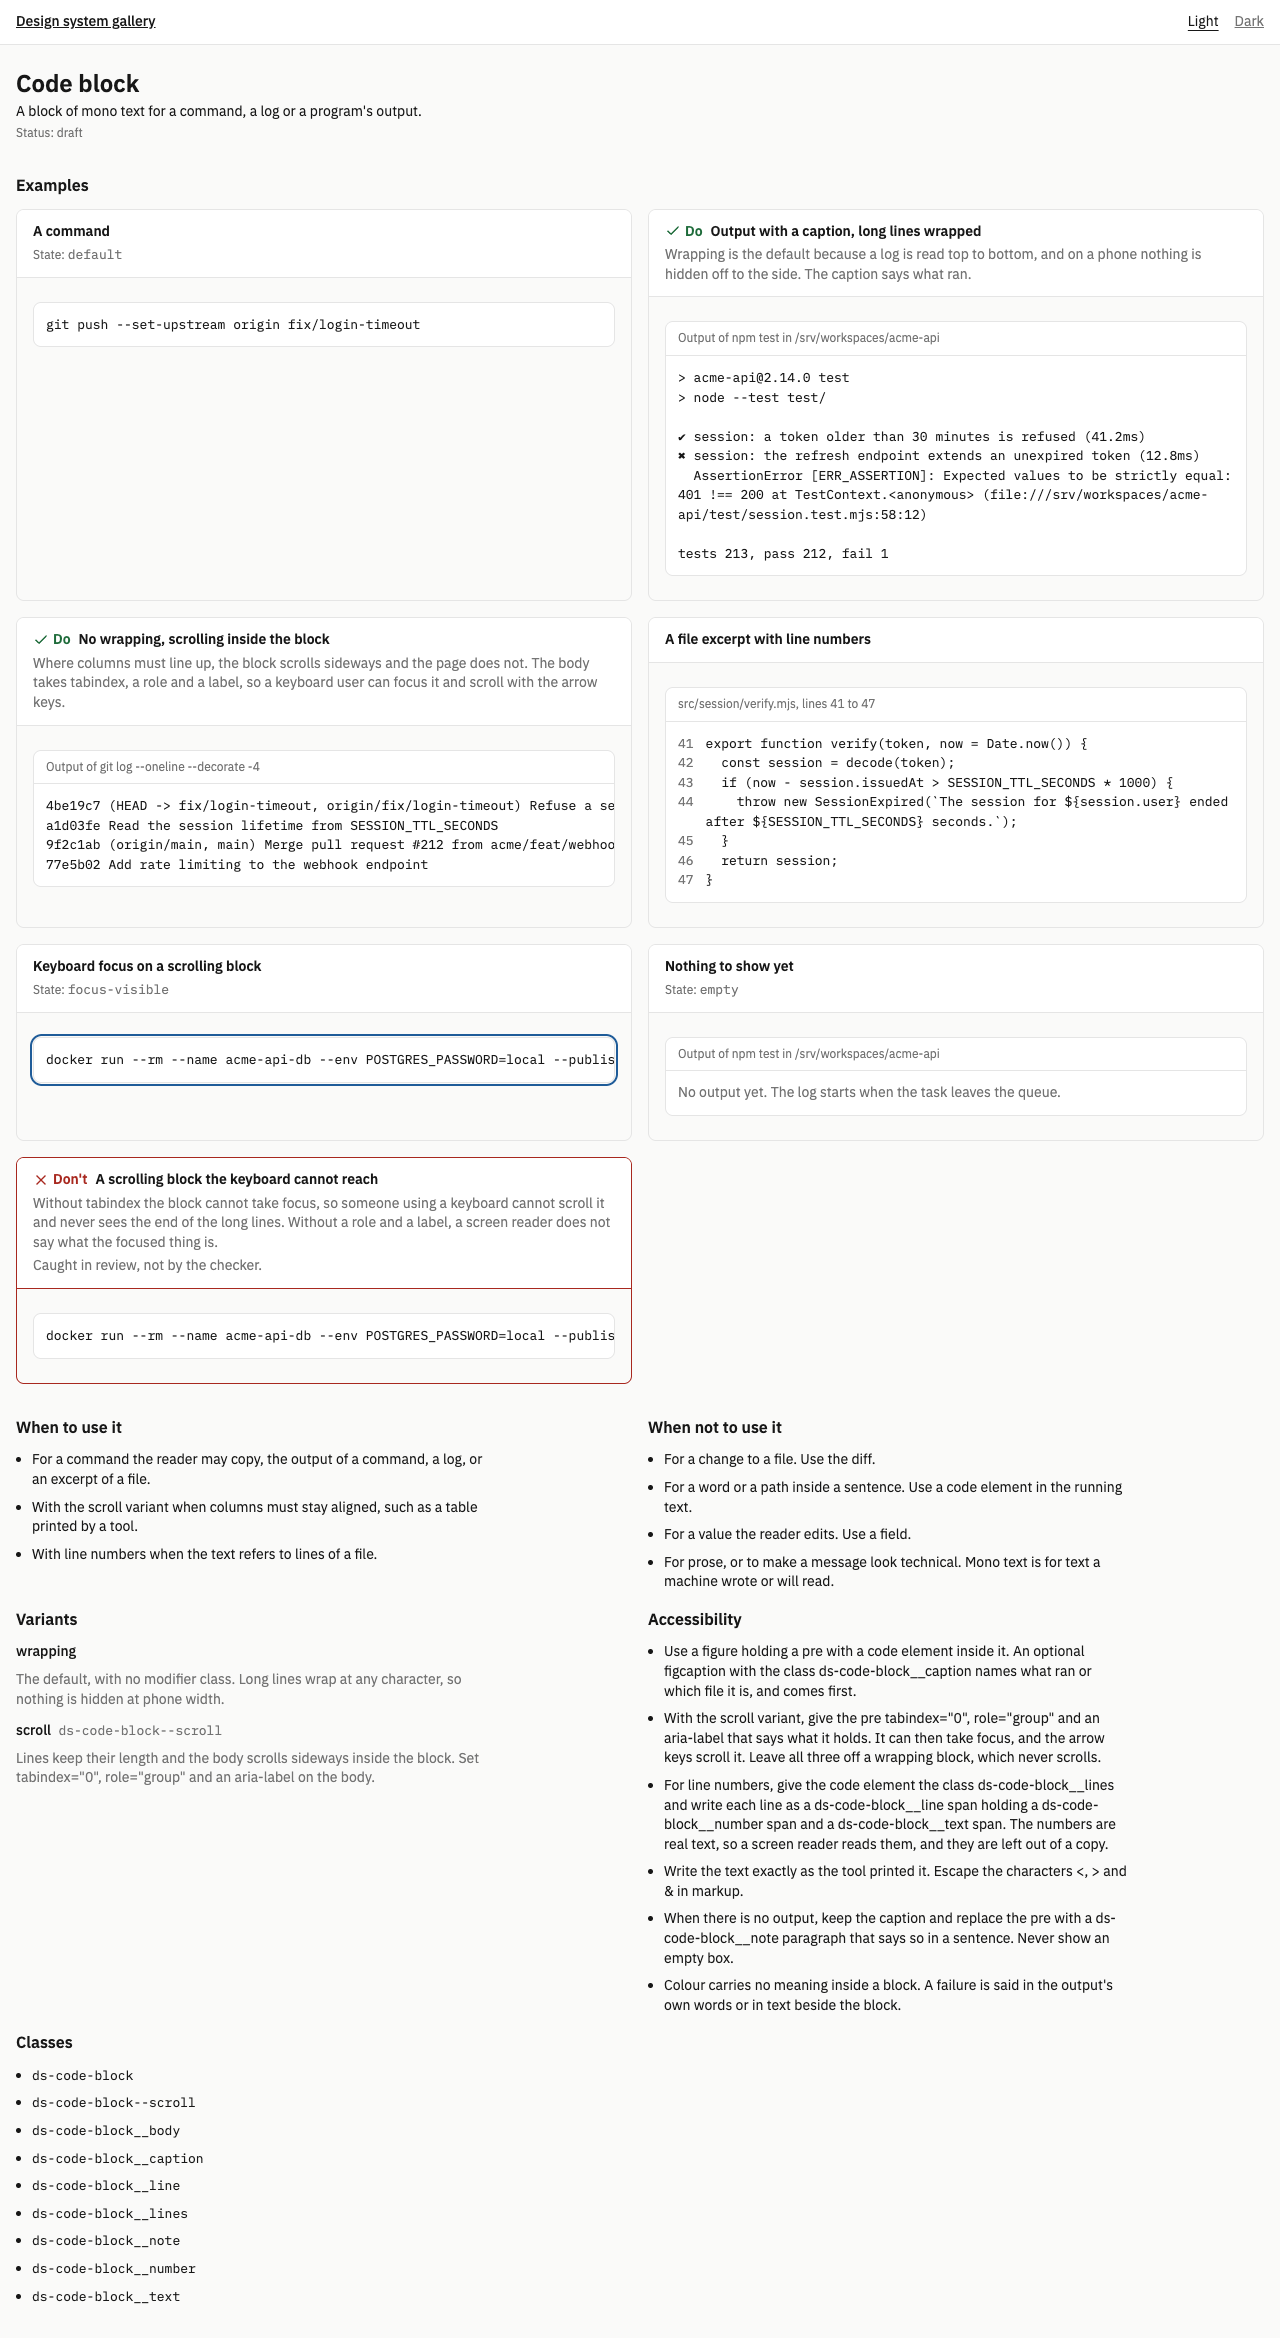 Design system gallery
Light Dark
Code block
A block of mono text for a command, a log or a program's output.
Status: draft
Examples
A command
State: default
git push --set-upstream origin fix/login-timeout
Do Output with a caption, long lines wrapped
Wrapping is the default because a log is read top to bottom, and on a phone nothing is
hidden off to the side. The caption says what ran.
Output of npm test in /srv/workspaces/acme-api
> acme-api@2.14.0 test
> node --test test/
✔ session: a token older than 30 minutes is refused (41.2ms)
✖ session: the refresh endpoint extends an unexpired token (12.8ms)
AssertionError [ERR_ASSERTION]: Expected values to be strictly equal:
401 !== 200 at TestContext.<anonymous> (file:///srv/workspaces/acme-
api/test/session.test.mjs:58:12)
tests 213, pass 212, fail 1
Do No wrapping, scrolling inside the block
Where columns must line up, the block scrolls sideways and the page does not. The body
takes tabindex, a role and a label, so a keyboard user can focus it and scroll with the arrow
keys.
Output of git log --oneline --decorate -4
4be19c7 (HEAD -> fix/login-timeout, origin/fix/login-timeout) Refuse a se
a1d03fe Read the session lifetime from SESSION_TTL_SECONDS
9f2c1ab (origin/main, main) Merge pull request #212 from acme/feat/webhoo
77e5b02 Add rate limiting to the webhook endpoint
A file excerpt with line numbers
src/session/verify.mjs, lines 41 to 47
41 export function verify(token, now = Date.now()) {
42 const session = decode(token);
43 if (now - session.issuedAt > SESSION_TTL_SECONDS * 1000) {
44 throw new SessionExpired(`The session for ${session.user} ended
after ${SESSION_TTL_SECONDS} seconds.`);
45 }
46 return session;
47 }
Keyboard focus on a scrolling block
State: focus-visible
docker run --rm --name acme-api-db --env POSTGRES_PASSWORD=local --publis
Nothing to show yet
State: empty
Output of npm test in /srv/workspaces/acme-api
No output yet. The log starts when the task leaves the queue.
Don't A scrolling block the keyboard cannot reach
Without tabindex the block cannot take focus, so someone using a keyboard cannot scroll it
and never sees the end of the long lines. Without a role and a label, a screen reader does not
say what the focused thing is.
Caught in review, not by the checker.
docker run --rm --name acme-api-db --env POSTGRES_PASSWORD=local --publis
When to use it
For a command the reader may copy, the output of a command, a log, or
an excerpt of a file.
With the scroll variant when columns must stay aligned, such as a table
printed by a tool.
With line numbers when the text refers to lines of a file.
When not to use it
For a change to a file. Use the diff.
For a word or a path inside a sentence. Use a code element in the running
text.
For a value the reader edits. Use a field.
For prose, or to make a message look technical. Mono text is for text a
machine wrote or will read.
Variants
wrapping
The default, with no modifier class. Long lines wrap at any character, so
nothing is hidden at phone width.
scroll ds-code-block--scroll
Lines keep their length and the body scrolls sideways inside the block. Set
tabindex="0", role="group" and an aria-label on the body.
Accessibility
Use a figure holding a pre with a code element inside it. An optional
figcaption with the class ds-code-block__caption names what ran or
which file it is, and comes first.
With the scroll variant, give the pre tabindex="0", role="group" and an
aria-label that says what it holds. It can then take focus, and the arrow
keys scroll it. Leave all three off a wrapping block, which never scrolls.
For line numbers, give the code element the class ds-code-block__lines
and write each line as a ds-code-block__line span holding a ds-code-
block__number span and a ds-code-block__text span. The numbers are
real text, so a screen reader reads them, and they are left out of a copy.
Write the text exactly as the tool printed it. Escape the characters <, > and
& in markup.
When there is no output, keep the caption and replace the pre with a ds-
code-block__note paragraph that says so in a sentence. Never show an
empty box.
Colour carries no meaning inside a block. A failure is said in the output's
own words or in text beside the block.
Classes
ds-code-block
ds-code-block--scroll
ds-code-block__body
ds-code-block__caption
ds-code-block__line
ds-code-block__lines
ds-code-block__note
ds-code-block__number
ds-code-block__text